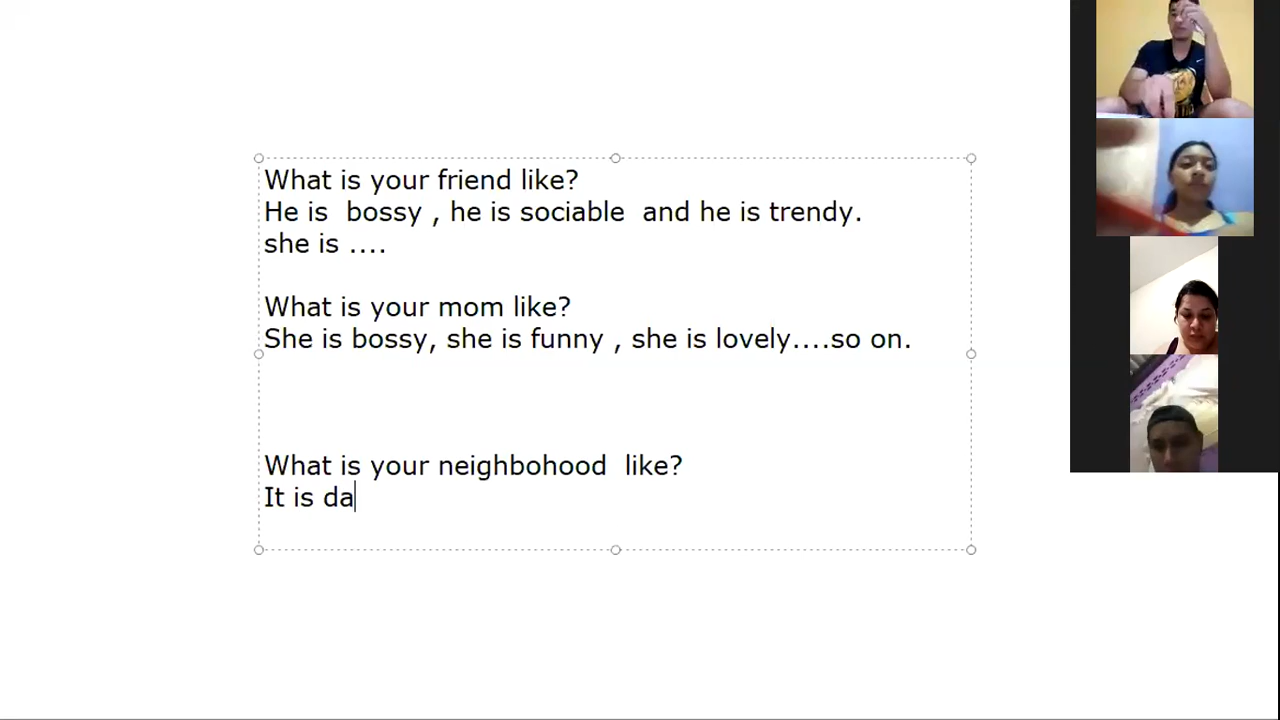 What is your friend like?
He is  bossy , he is sociable  and he is trendy.
she is ....
What is your mom like?
She is bossy, she is funny , she is lovely....so on.
What is your neighbohood  like?
It is da